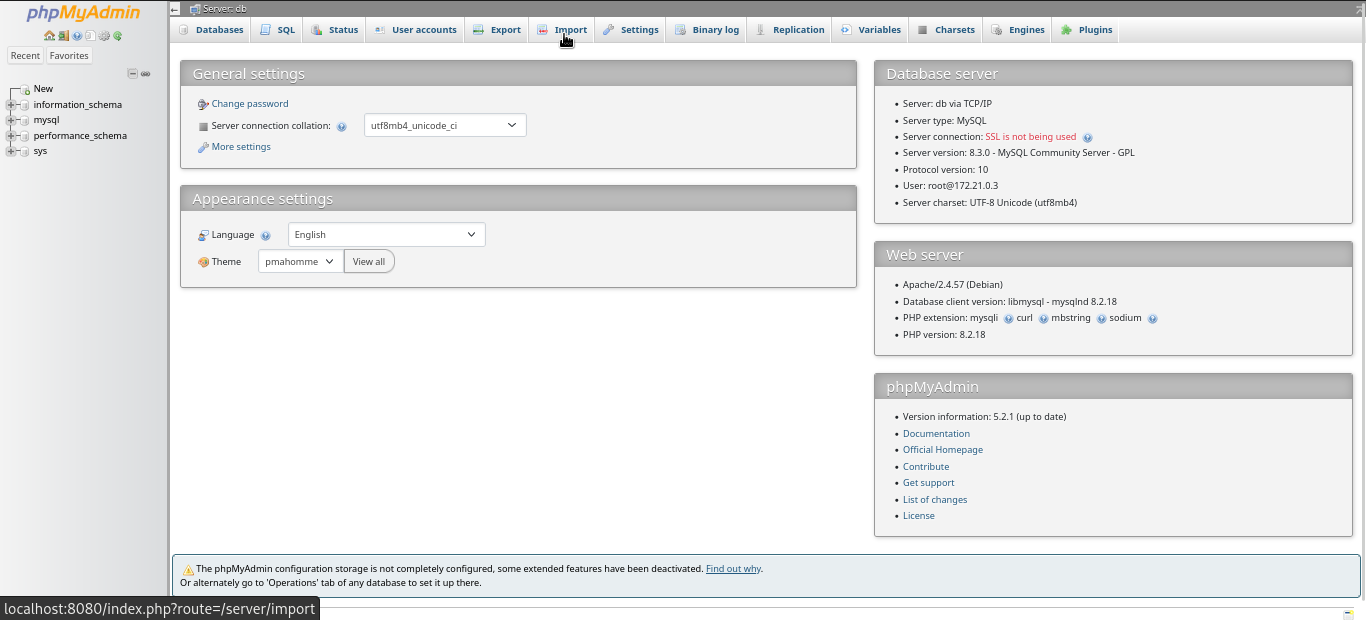 phpMyAdmin
Recent Favorites
New
information_schema
mysql
performance_schema
sys
Server: db
Databases SQL Status User accounts Export Import Settings Binary log Replication Variables Charsets Engines Plugins
General settings
Change password
Server connection collation: utf8mb4_unicode_ci
More settings
Appearance settings
Language English
Theme pmahomme View all
Database server
• Server: db via TCP/IP
• Server type: MySQL
• Server connection: SSL is not being used
• Server version: 8.3.0 - MySQL Community Server - GPL
• Protocol version: 10
• User: root@172.21.0.3
• Server charset: UTF-8 Unicode (utf8mb4)
Web server
• Apache/2.4.57 (Debian)
• Database client version: libmysql - mysqlnd 8.2.18
• PHP extension: mysqli curl mbstring sodium
• PHP version: 8.2.18
phpMyAdmin
• Version information: 5.2.1 (up to date)
• Documentation
• Official Homepage
• Contribute
• Get support
• List of changes
• License
The phpMyAdmin configuration storage is not completely configured, some extended features have been deactivated. Find out why.
Or alternately go to 'Operations' tab of any database to set it up there.
localhost:8080/index.php?route=/server/import